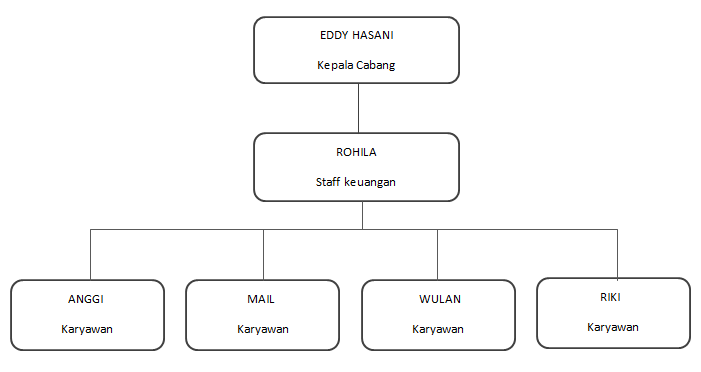 EDDY HASANI
Kepala Cabang
ROHILA
Staff keuangan
ANGGI
Karyawan
MAIL
Karyawan
WULAN
Karyawan
RIKI
Karyawan